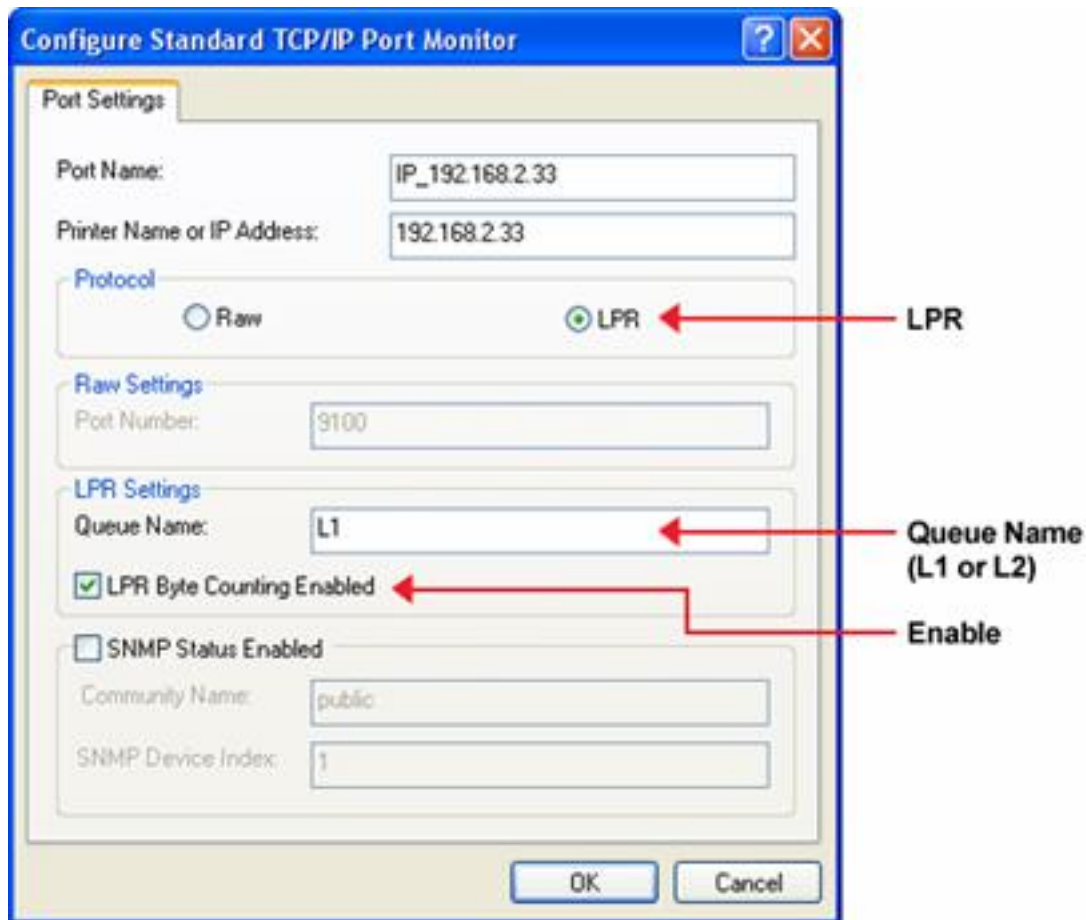 Configure Standard TCP/IP Port Monitor
Port Settings
Port Name:
IP_192.168.2.33
Printer Name or IP Address:
192.168.2.33
Protocol
Raw
LPR
LPR
Raw Settings
Port Number:
9100
LPR Settings
Queue Name:
L1
Queue Name
(L1 or L2)
LPR Byte Counting Enabled
Enable
SNMP Status Enabled
Community Name:
public
SNMP Device Index:
1
OK
Cancel